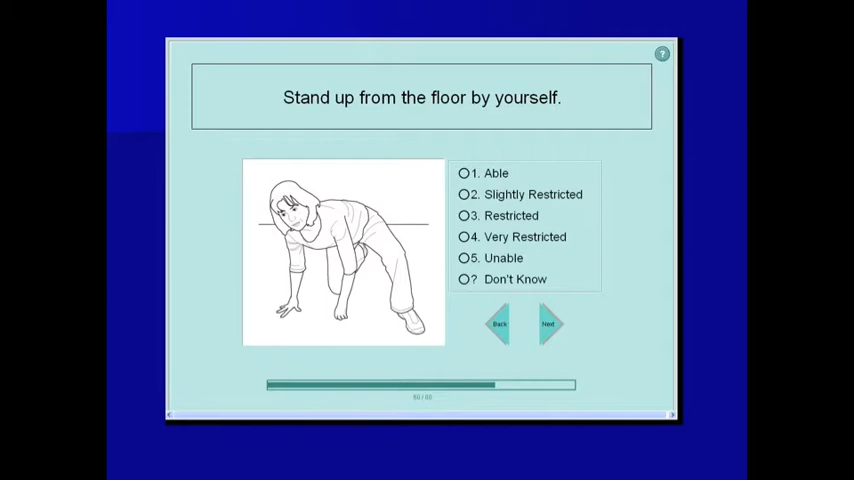 ?
Stand up from the floor by yourself.
1. Able
2. Slightly Restricted
3. Restricted
4. Very Restricted
5. Unable
? Don't Know
Back
Next